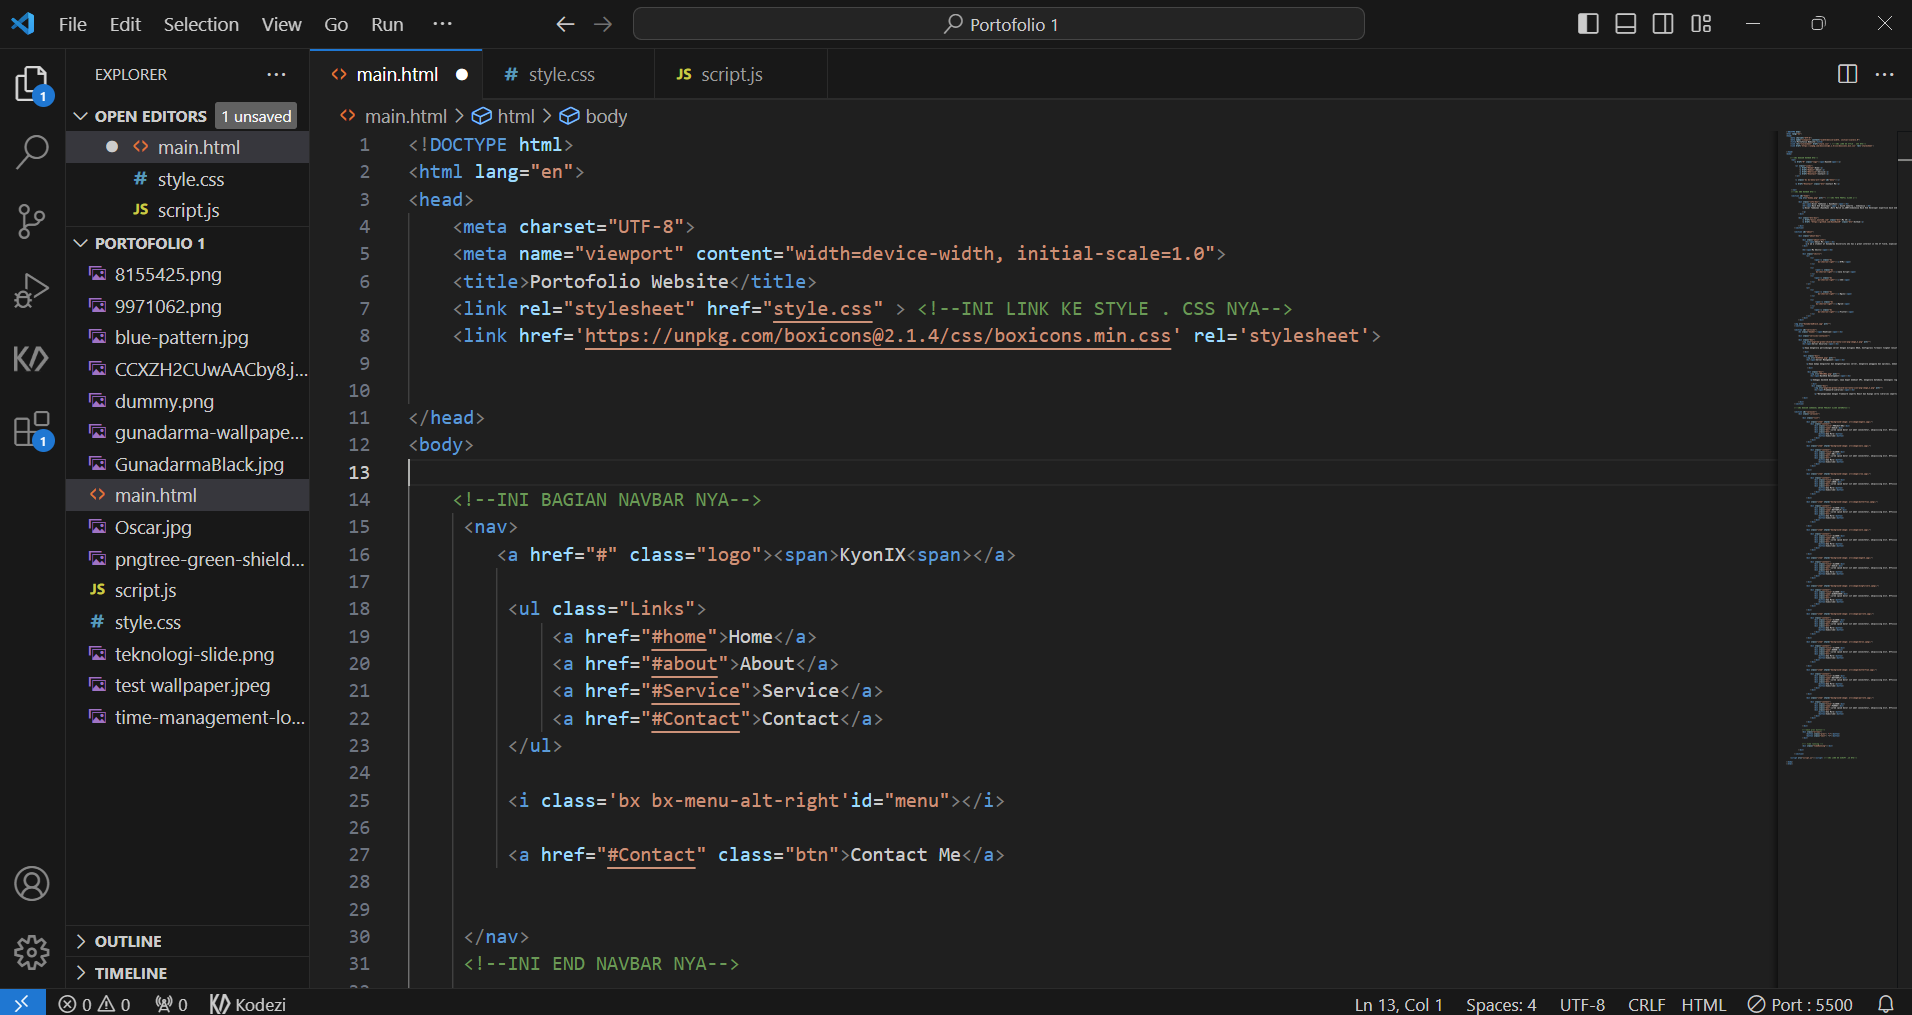 File Edit Selection View Go Run ··· Portofolio 1
EXPLORER ···
OPEN EDITORS 1 unsaved
main.html
style.css
script.js
PORTOFOLIO 1
8155425.png
9971062.png
blue-pattern.jpg
CCXZH2CUwAACby8.j...
dummy.png
gunadarma-wallpape...
GunadarmaBlack.jpg
main.html
Oscar.jpg
pngtree-green-shield...
script.js
style.css
teknologi-slide.png
test wallpaper.jpeg
time-management-lo...
OUTLINE
TIMELINE
main.html style.css script.js
main.html > html > body
1 <!DOCTYPE html>
2 <html lang="en">
3 <head>
4 <meta charset="UTF-8">
5 <meta name="viewport" content="width=device-width, initial-scale=1.0">
6 <title>Portofolio Website</title>
7 <link rel="stylesheet" href="style.css" > <!--INI LINK KE STYLE . CSS NYA-->
8 <link href='https://unpkg.com/boxicons@2.1.4/css/boxicons.min.css' rel='stylesheet'>
9
10
11 </head>
12 <body>
13
14 <!--INI BAGIAN NAVBAR NYA-->
15 <nav>
16 <a href="#" class="logo"><span>KyonIX<span></a>
17
18 <ul class="Links">
19 <a href="#home">Home</a>
20 <a href="#about">About</a>
21 <a href="#Service">Service</a>
22 <a href="#Contact">Contact</a>
23 </ul>
24
25 <i class='bx bx-menu-alt-right'id="menu"></i>
26
27 <a href="#Contact" class="btn">Contact Me</a>
28
29
30 </nav>
31 <!--INI END NAVBAR NYA-->
0 0 0 Kodezi Ln 13, Col 1 Spaces: 4 UTF-8 CRLF HTML Port : 5500